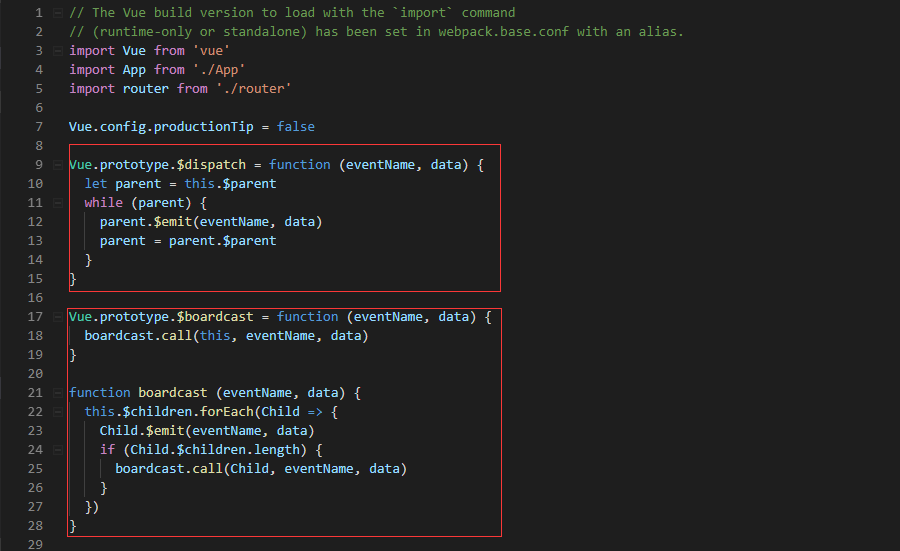 1 // The Vue build version to load with the `import` command
2 // (runtime-only or standalone) has been set in webpack.base.conf with an alias.
3 import Vue from 'vue'
4 import App from './App'
5 import router from './router'
6
7 Vue.config.productionTip = false
8
9 Vue.prototype.$dispatch = function (eventName, data) {
10   let parent = this.$parent
11   while (parent) {
12     parent.$emit(eventName, data)
13     parent = parent.$parent
14   }
15 }
16
17 Vue.prototype.$boardcast = function (eventName, data) {
18   boardcast.call(this, eventName, data)
19 }
20
21 function boardcast (eventName, data) {
22   this.$children.forEach(Child => {
23     Child.$emit(eventName, data)
24     if (Child.$children.length) {
25       boardcast.call(Child, eventName, data)
26     }
27   })
28 }
29